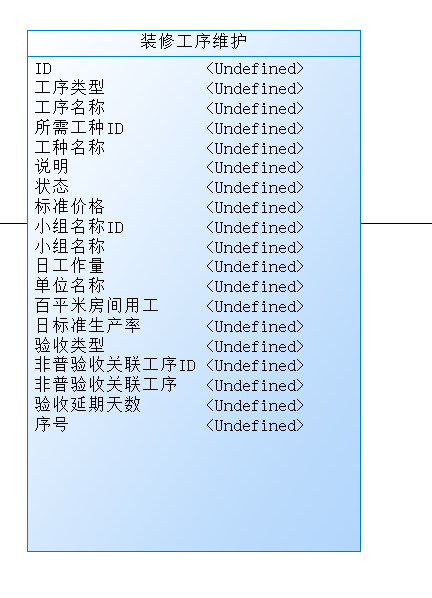 装修工序维护
ID <Undefined>
工序类型 <Undefined>
工序名称 <Undefined>
所需工种ID <Undefined>
工种名称 <Undefined>
说明 <Undefined>
状态 <Undefined>
标准价格 <Undefined>
小组名称ID <Undefined>
小组名称 <Undefined>
日工作量 <Undefined>
单位名称 <Undefined>
百平米房间用工 <Undefined>
日标准生产率 <Undefined>
验收类型 <Undefined>
非普验收关联工序ID <Undefined>
非普验收关联工序 <Undefined>
验收延期天数 <Undefined>
序号 <Undefined>